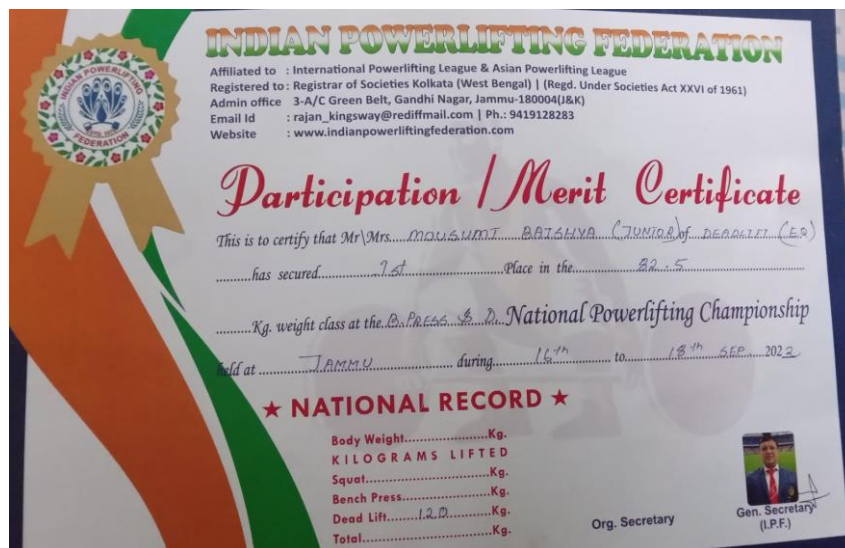 INDIAN POWERLIFTING FEDERATION
Affiliated to : International Powerlifting League & Asian Powerlifting League
Registered to : Registrar of Societies Kolkata (West Bengal) | (Regd. Under Societies Act XXVI of 1961)
Admin office 3-A/C Green Belt, Gandhi Nagar, Jammu-180004(J&K)
Email Id : rajan_kingsway@rediffmail.com | Ph.: 9419128283
Website : www.indianpowerliftingfederation.com
INDIAN POWERLIFTING
FEDERATION
Participation / Merit Certificate
This is to certify that Mr\Mrs....MOUSUMI BAISHYA (JUNIOR) of DEADLIFT (EQ)
..........has secured........1st........Place in the........82.5........
..........Kg. weight class at the..B.PRESS & D..National Powerlifting Championship
held at ........JAMMU........ during........16th........ to........18th SEP.....2022
★ NATIONAL RECORD ★
Body Weight........Kg.
KILOGRAMS LIFTED
Squat........Kg.
Bench Press........Kg.
Dead Lift........120........Kg.
Total........Kg.
Org. Secretary
Gen. Secretary
(I.P.F.)